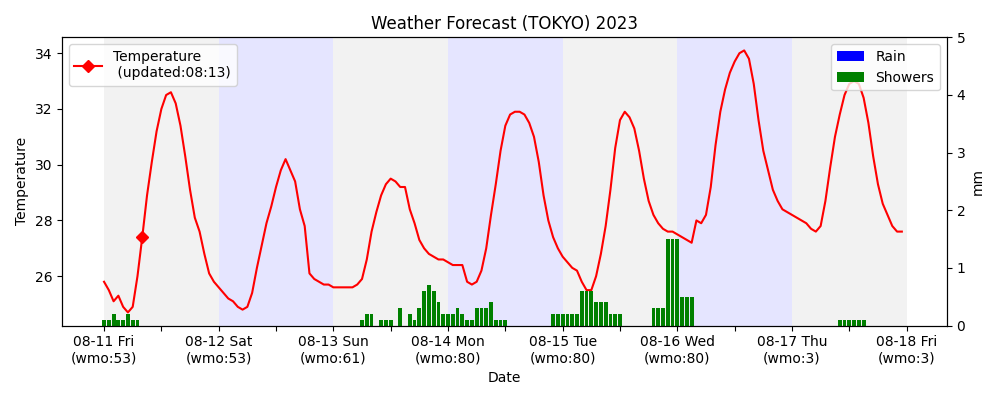 Weather Forecast (TOKYO) 2023
Temperature
(updated:08:13)
Rain
Showers
34
32
30
28
26
Temperature
5
4
3
2
1
0
mm
08-11 Fri
(wmo:53)
08-12 Sat
(wmo:53)
08-13 Sun
(wmo:61)
08-14 Mon
(wmo:80)
08-15 Tue
(wmo:80)
08-16 Wed
(wmo:80)
08-17 Thu
(wmo:3)
08-18 Fri
(wmo:3)
Date